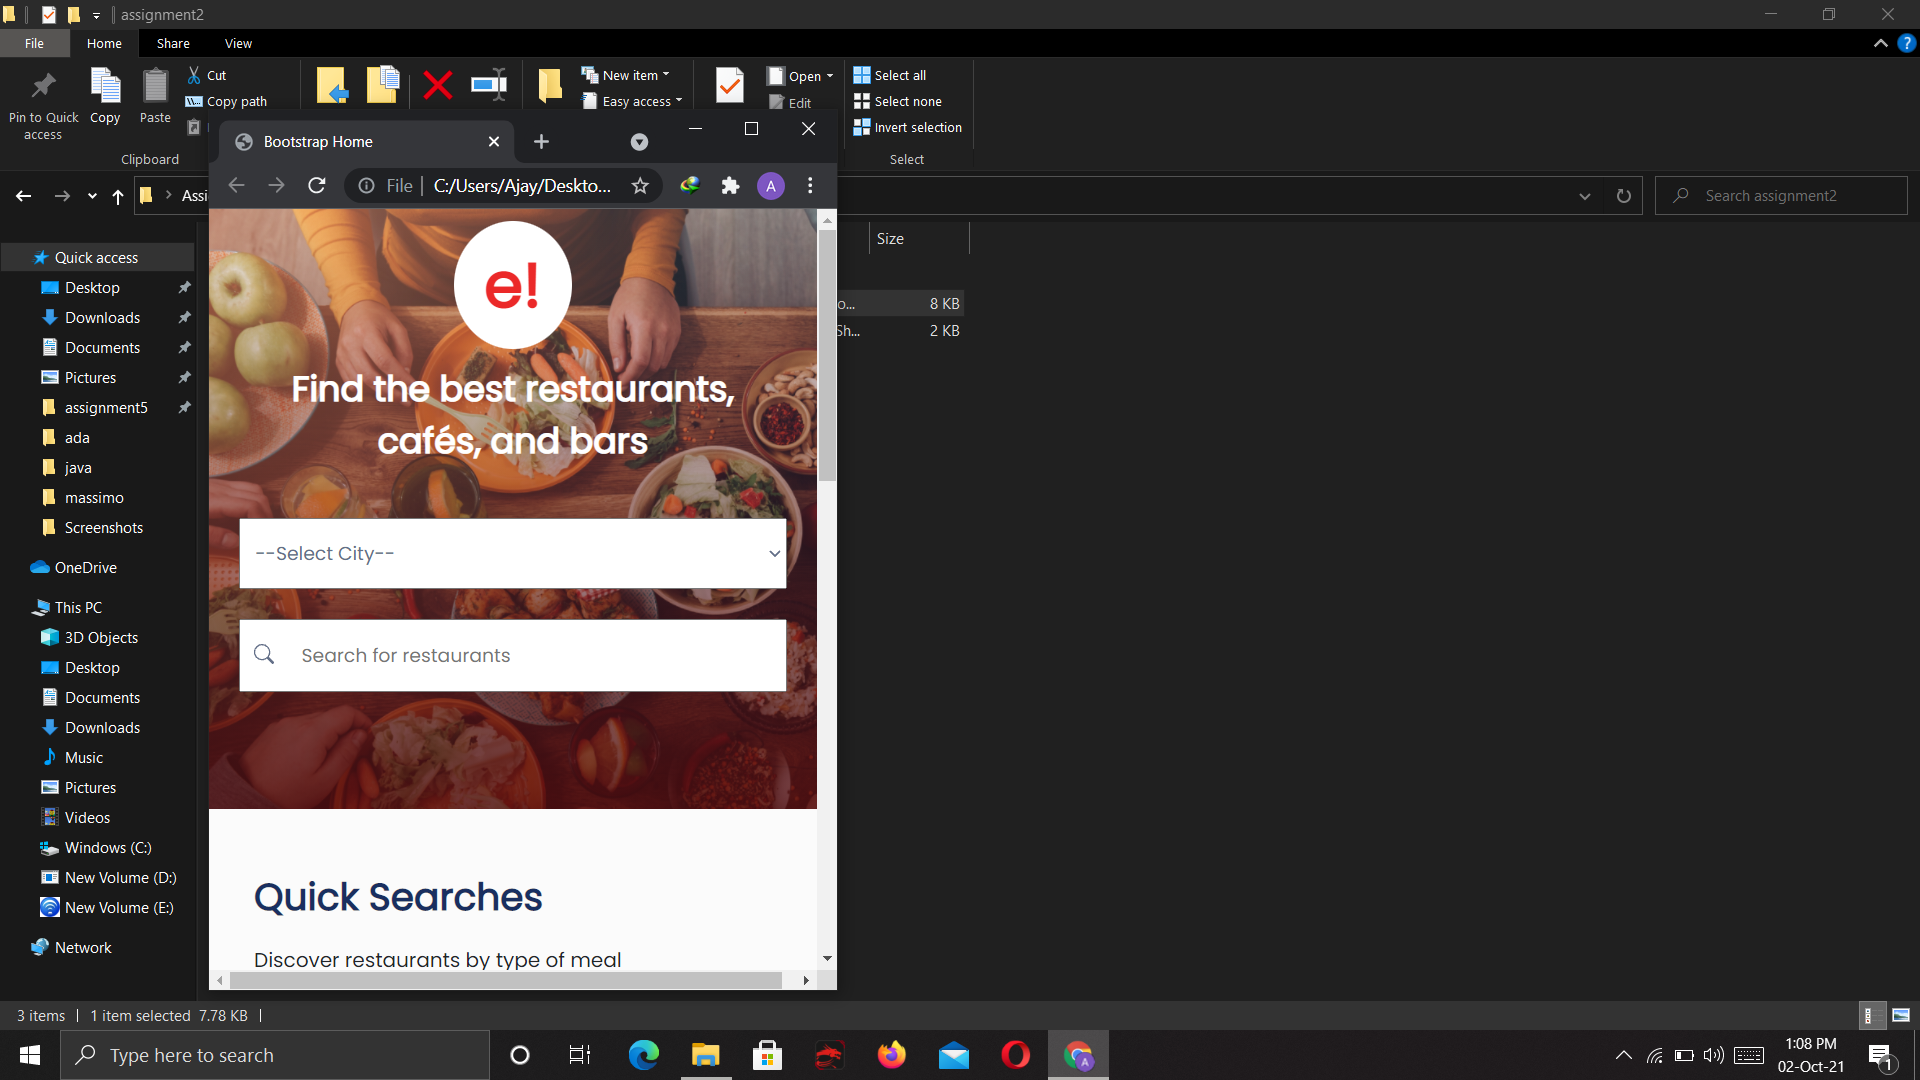 assignment2
File
Home
Share
View
Pin to Quick
access
Copy
Paste
Cut
Copy path
Clipboard
New item
Easy access
Open
Edit
Select all
Select none
Invert selection
Select
Bootstrap Home
File
C:/Users/Ajay/Deskto...
A
Assi
Search assignment2
Size
o...
8 KB
Sh...
2 KB
Quick access
Desktop
Downloads
Documents
Pictures
assignment5
ada
java
massimo
Screenshots
OneDrive
This PC
3D Objects
Desktop
Documents
Downloads
Music
Pictures
Videos
Windows (C:)
New Volume (D:)
New Volume (E:)
Network
e!
Find the best restaurants,
cafés, and bars
--Select City--
Search for restaurants
Quick Searches
Discover restaurants by type of meal
3 items
1 item selected 7.78 KB
Type here to search
A
1:08 PM
02-Oct-21
1